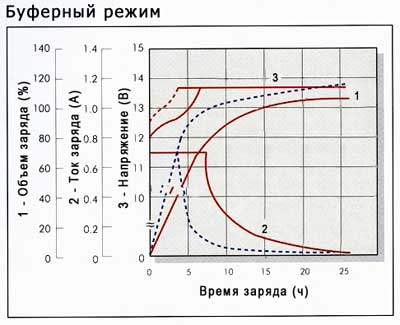 Буферный режим
140 1.4 15
120 1.2 14
100 1.0 13
80 0.8 12
60 0.6 11
40 0.4 10
20 0.2
0 0 0
1 - Объем заряда (%)
2 - Ток заряда (А)
3 - Напряжение (В)
3
1
2
0 5 10 15 20 25 30
Время заряда (ч)